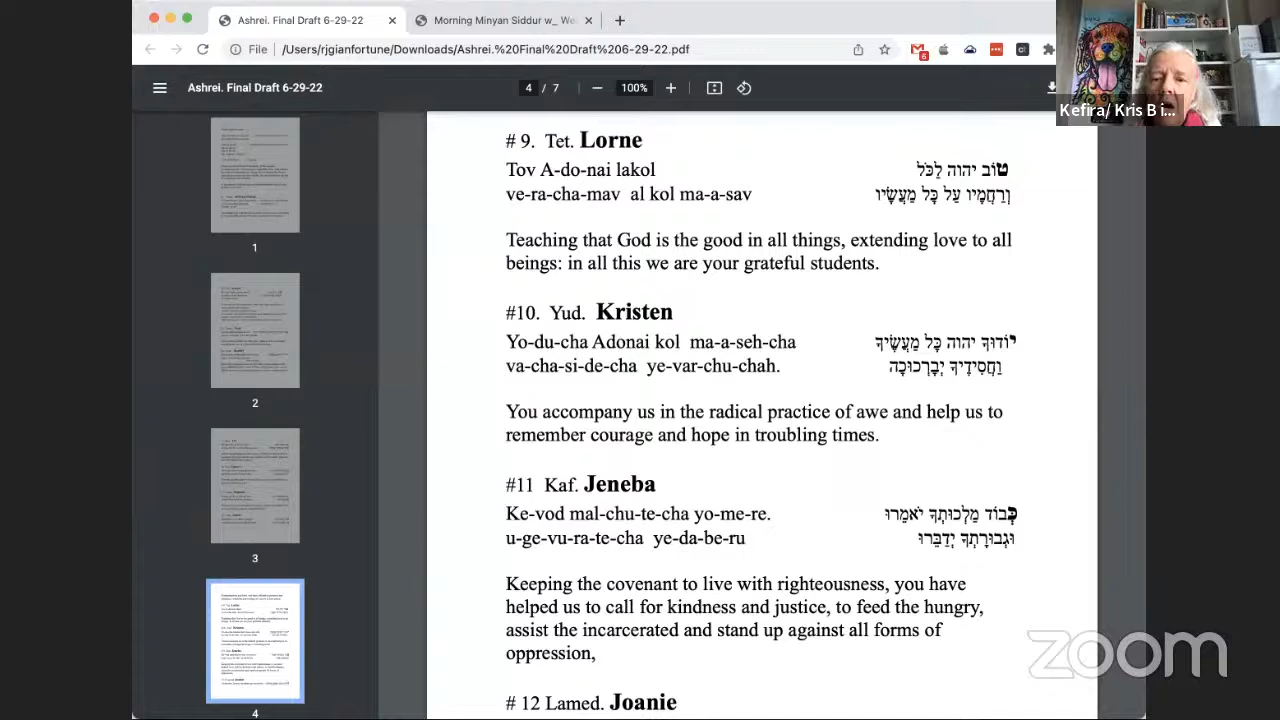 Ashrei. Final Draft 6-29-22
Morning Minyan Siddur w_ We
File
/Users/rjgianfortune/Downloads/Ashrei.%20Final%20Draft%206-29-22.pdf
6
Ashrei. Final Draft 6-29-22
4 / 7
100%
Kefira/ Kris B i...
1
2
3
4
# 9. Tet. Lorne
Tov A-do-nai lakol טוֹב יהוה לַכֹּל
ve-ra-cha-mav al kol ma-a-sav וְרַחֲמָיו עַל כָּל מַעֲשָׂיו
Teaching that God is the good in all things, extending love to all
beings: in all this we are your grateful students.
#10. Yud. Kristen
Yo-du-cha Adonai kol ma-a-seh-cha יוֹדוּךָ יהוה כָּל מַעֲשֶׂיךָ
va-cha-si-de-cha ye-var-chu-chah. וַחֲסִידֶיךָ יְבָרְכוּכָה
You accompany us in the radical practice of awe and help us to
remember courage and hope in troubling times.
#11 Kaf. Jeneba
Ke-vod mal-chu-te-cha yo-me-re. כְּבוֹד מַלְכוּתְךָ יֹאמֵרוּ
u-ge-vu-ra-te-cha ye-da-be-ru וּגְבוּרָתְךָ יְדַבֵּרוּ
Keeping the covenant to live with righteousness, you have
helped us to call for kindness and justice, to feed the hungry,
assist the incarcerated and stand up against all forms of
oppression,
# 12 Lamed. Joanie
zoom